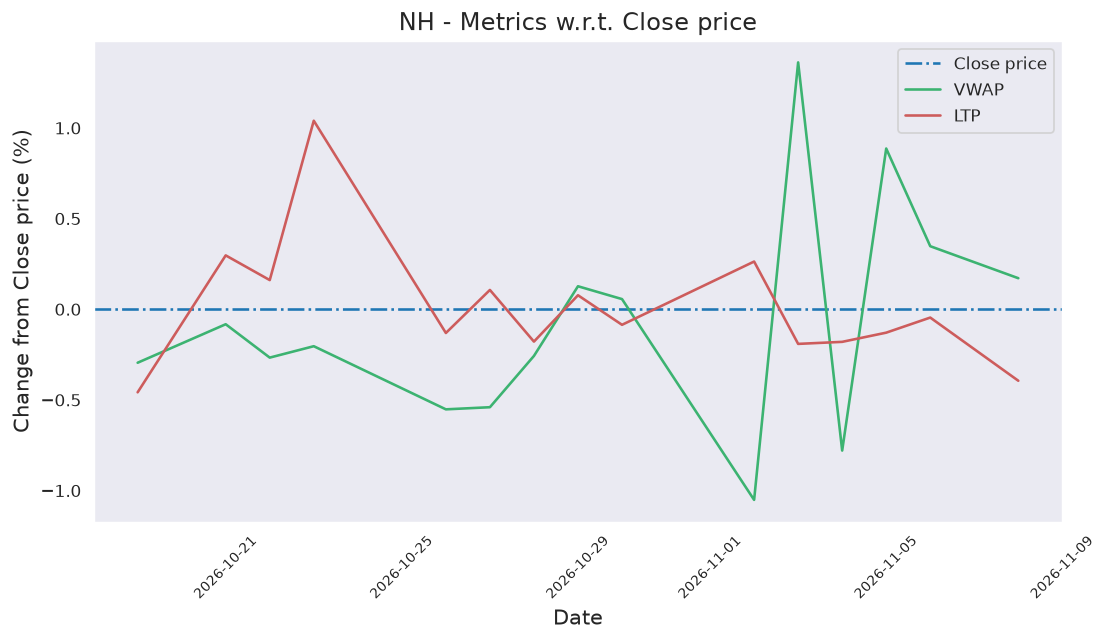 NH - Metrics w.r.t. Close price
Close price
VWAP
LTP
Change from Close price (%)
1.0
0.5
0.0
−0.5
−1.0
2026-10-21
2026-10-25
2026-10-29
2026-11-01
2026-11-05
2026-11-09
Date